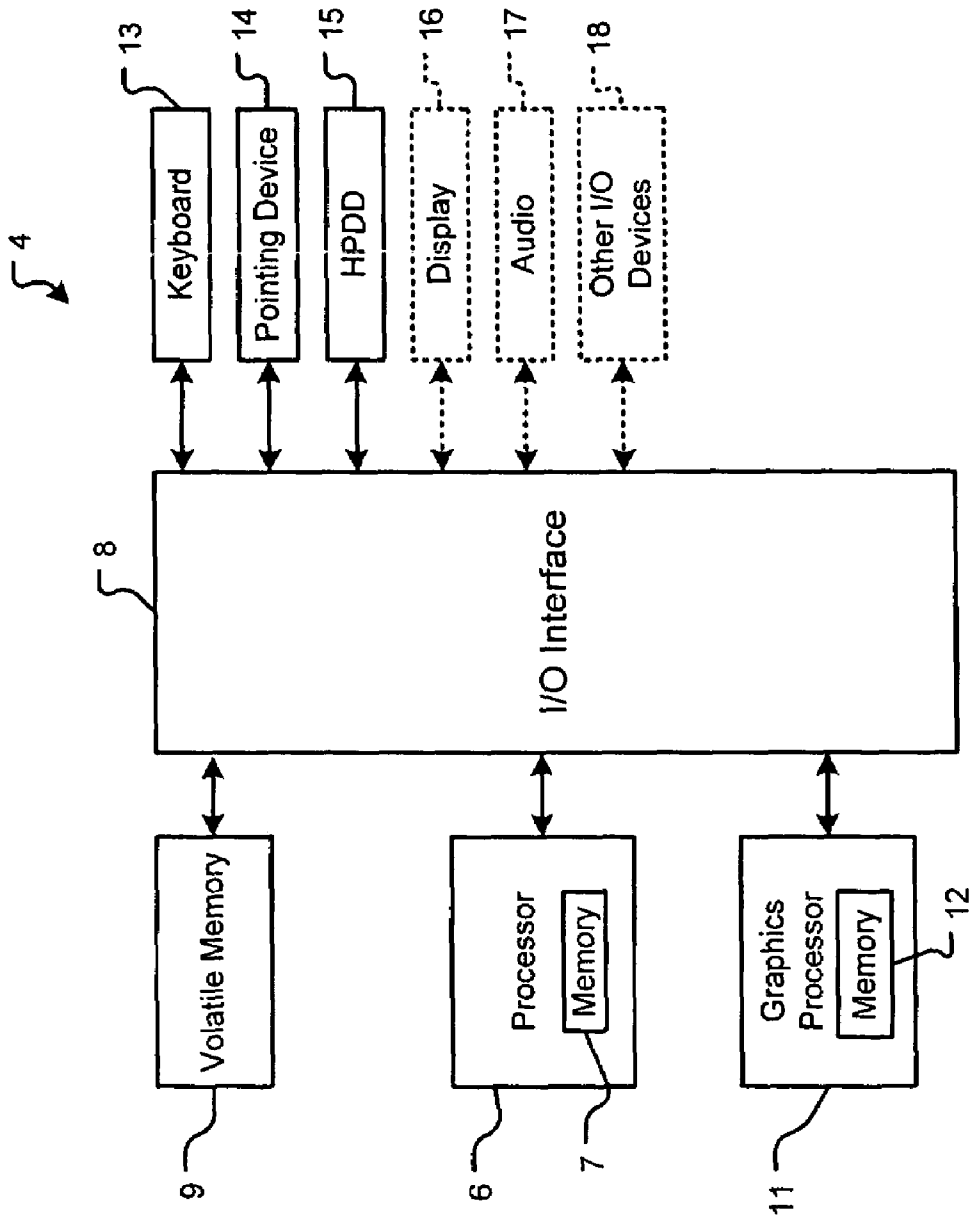 4
13
Keyboard
14
Pointing Device
15
HPDD
16
Display
17
Audio
18
Other I/O
Devices
8
I/O Interface
9
Volatile Memory
6
Processor
Memory
7
11
Graphics
Processor
Memory
12